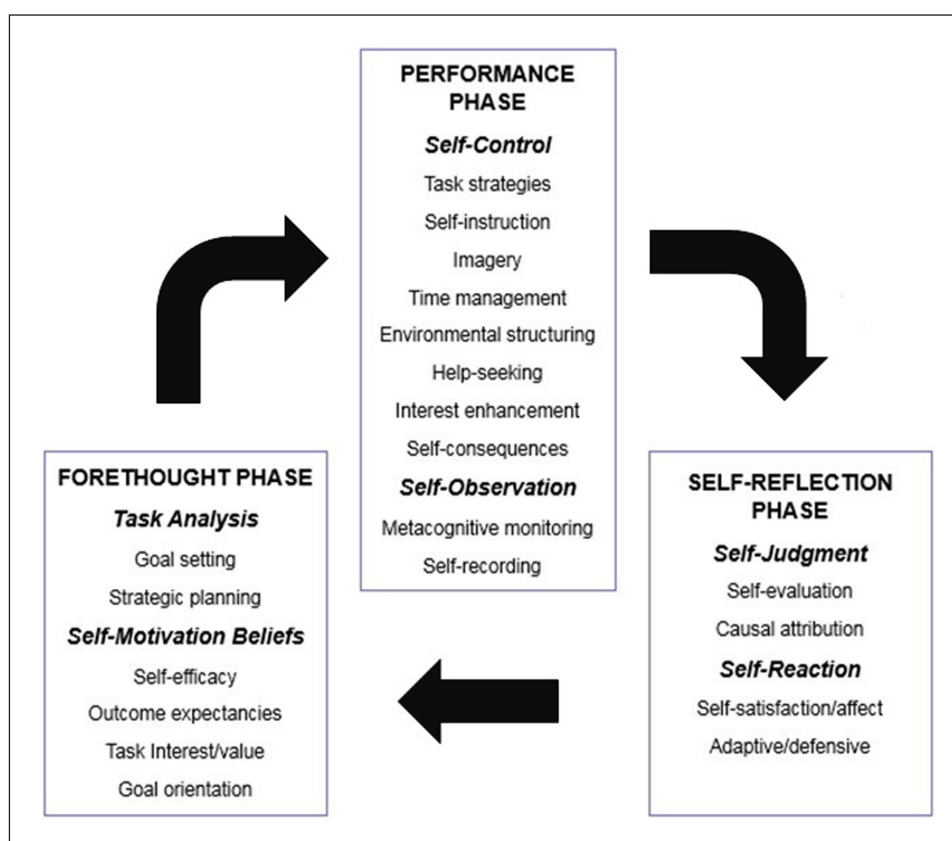 PERFORMANCE
PHASE
Self-Control
Task strategies
Self-instruction
Imagery
Time management
Environmental structuring
Help-seeking
Interest enhancement
Self-consequences
Self-Observation
Metacognitive monitoring
Self-recording
FORETHOUGHT PHASE
Task Analysis
Goal setting
Strategic planning
Self-Motivation Beliefs
Self-efficacy
Outcome expectancies
Task Interest/value
Goal orientation
SELF-REFLECTION
PHASE
Self-Judgment
Self-evaluation
Causal attribution
Self-Reaction
Self-satisfaction/affect
Adaptive/defensive